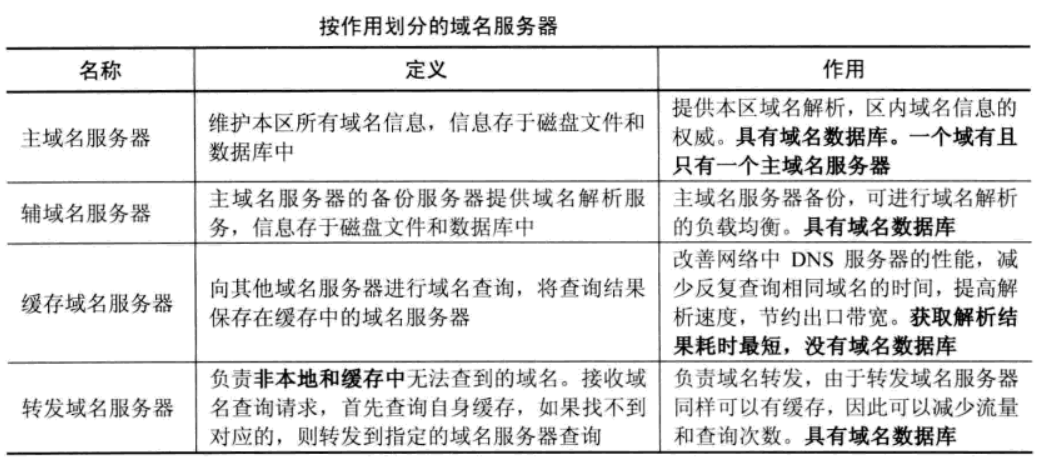 按作用划分的域名服务器
名称 定义 作用
主域名服务器
维护本区所有域名信息，信息存于磁盘文件和
数据库中
提供本区域名解析，区内域名信息的
权威。具有域名数据库。一个域有且
只有一个主域名服务器
辅域名服务器
主域名服务器的备份服务器提供域名解析服
务，信息存于磁盘文件和数据库中
主域名服务器备份，可进行域名解析
的负载均衡。具有域名数据库
缓存域名服务器
向其他域名服务器进行域名查询，将查询结果
保存在缓存中的域名服务器
改善网络中 DNS 服务器的性能，减
少反复查询相同域名的时间，提高解
析速度，节约出口带宽。获取解析结
果耗时最短，没有域名数据库
转发域名服务器
负责非本地和缓存中无法查到的域名。接收域
名查询请求，首先查询自身缓存，如果找不到
对应的，则转发到指定的域名服务器查询
负责域名转发，由于转发域名服务器
同样可以有缓存，因此可以减少流量
和查询次数。具有域名数据库